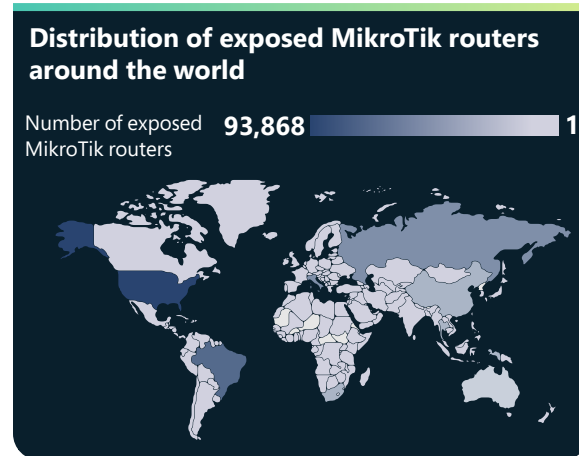 Distribution of exposed MikroTik routers
around the world
Number of exposed
MikroTik routers
93,868
1